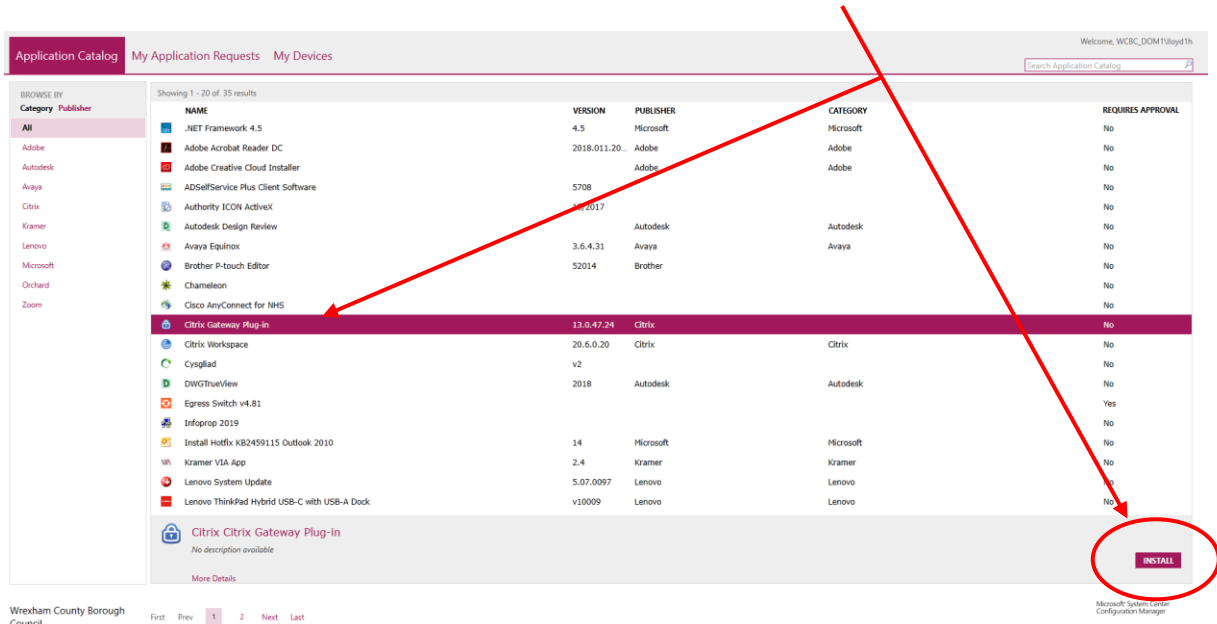 Welcome, WCBC_DOM1\lloyd1h
Application Catalog My Application Requests My Devices
Search Application Catalog
BROWSE BY
Category Publisher
All
Adobe
Autodesk
Avaya
Citrix
Kramer
Lenovo
Microsoft
Orchard
Zoom
Showing 1 - 20 of 35 results
NAME VERSION PUBLISHER CATEGORY REQUIRES APPROVAL
.NET Framework 4.5 4.5 Microsoft Microsoft No
Adobe Acrobat Reader DC 2018.011.20... Adobe Adobe No
Adobe Creative Cloud Installer Adobe Adobe No
ADSelfService Plus Client Software 5708 No
Authority ICON ActiveX No
Autodesk Design Review Autodesk Autodesk No
Avaya Equinox 3.6.4.31 Avaya Avaya No
Brother P-touch Editor 52014 Brother No
Chameleon No
Cisco AnyConnect for NHS No
Citrix Gateway Plug-in 13.0.47.24 Citrix No
Citrix Workspace 20.6.0.20 Citrix Citrix No
Cysgliad v2 No
DWGTrueView 2018 Autodesk Autodesk No
Egress Switch v4.81 Yes
Infoprop 2019 No
Install Hotfix KB2459115 Outlook 2010 14 Microsoft Microsoft No
Kramer VIA App 2.4 Kramer Kramer No
Lenovo System Update 5.07.0097 Lenovo Lenovo No
Lenovo ThinkPad Hybrid USB-C with USB-A Dock v10009 Lenovo Lenovo No
Citrix Citrix Gateway Plug-in
No description available
More Details
INSTALL
Wrexham County Borough
Council
First Prev 1 2 Next Last
Microsoft System Center
Configuration Manager